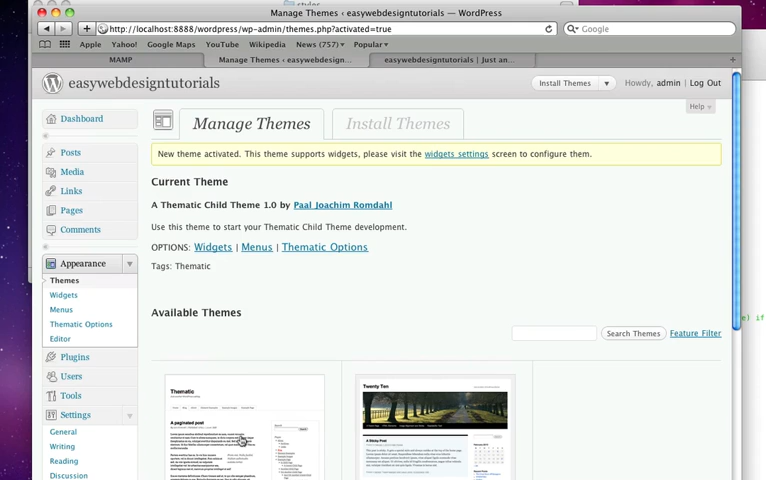 Manage Themes ‹ easywebdesigntutorials — WordPress
http://localhost:8888/wordpress/wp-admin/themes.php?activated=true
Google
Apple Yahoo! Google Maps YouTube Wikipedia News (757) Popular
MAMP Manage Themes ‹ easywebdesign... easywebdesigntutorials | Just an...
easywebdesigntutorials
Install Themes Howdy, admin | Log Out
Help
Manage Themes Install Themes
New theme activated. This theme supports widgets, please visit the widgets settings screen to configure them.
Current Theme
A Thematic Child Theme 1.0 by Paal Joachim Romdahl
Use this theme to start your Thematic Child Theme development.
OPTIONS: Widgets | Menus | Thematic Options
Tags: Thematic
Available Themes
Search Themes Feature Filter
Dashboard
Posts
Media
Links
Pages
Comments
Appearance
Themes
Widgets
Menus
Thematic Options
Editor
Plugins
Users
Tools
Settings
General
Writing
Reading
Discussion
Thematic
A paginated post
Twenty Ten
A Sticky Post
e) if